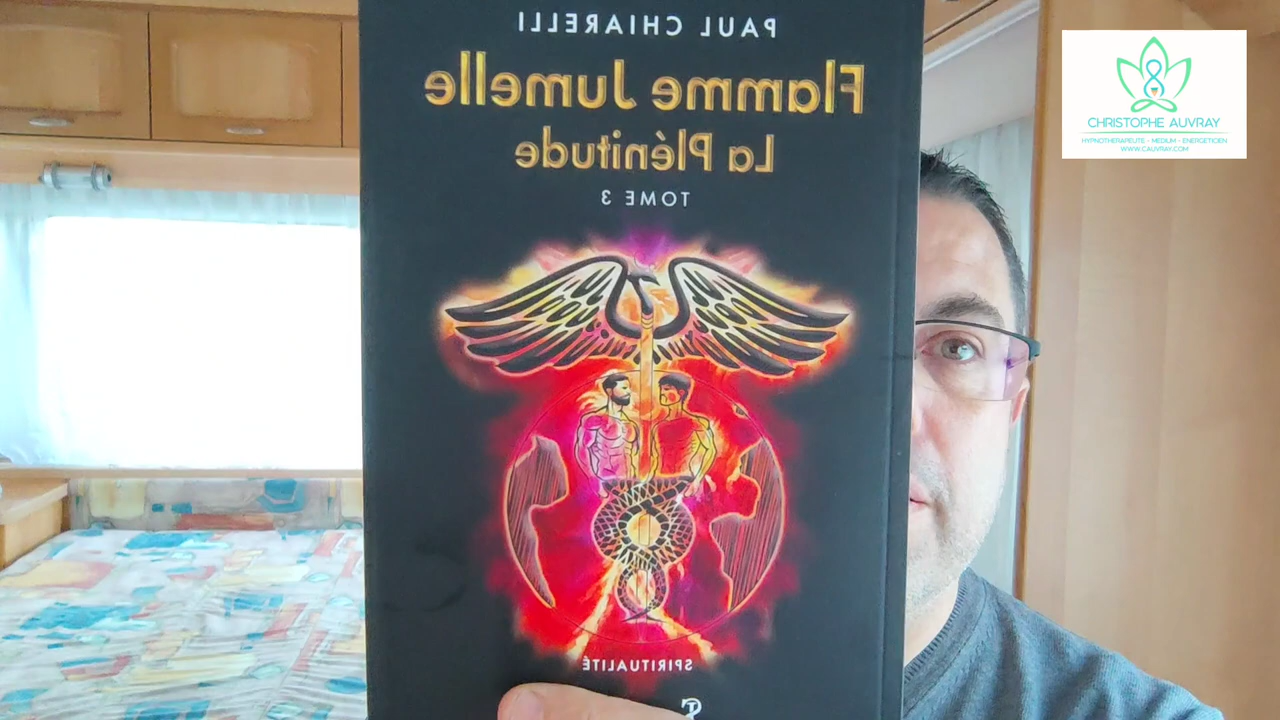 PAUL CHIARELLI
Flamme Jumelle
La Plénitude
TOME 3
SPIRITUALITÉ
CHRISTOPHE AUVRAY
HYPNOTHERAPEUTE - MEDIUM - ENERGETICIEN
WWW.CAUVRAY.COM